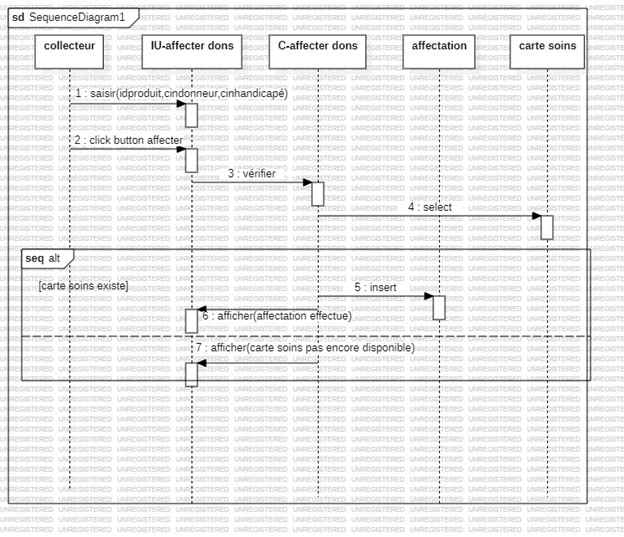 sd SequenceDiagram1
collecteur
IU-affecter dons
C-affecter dons
affectation
carte soins
1 : saisir(idproduit,cindonneur,cinhandicapé)
2 : click button affecter
3 : vérifier
4 : select
seq alt
[carte soins existe]
5 : insert
6 : afficher(affectation effectue)
7 : afficher(carte soins pas encore disponible)
UNREGISTERED